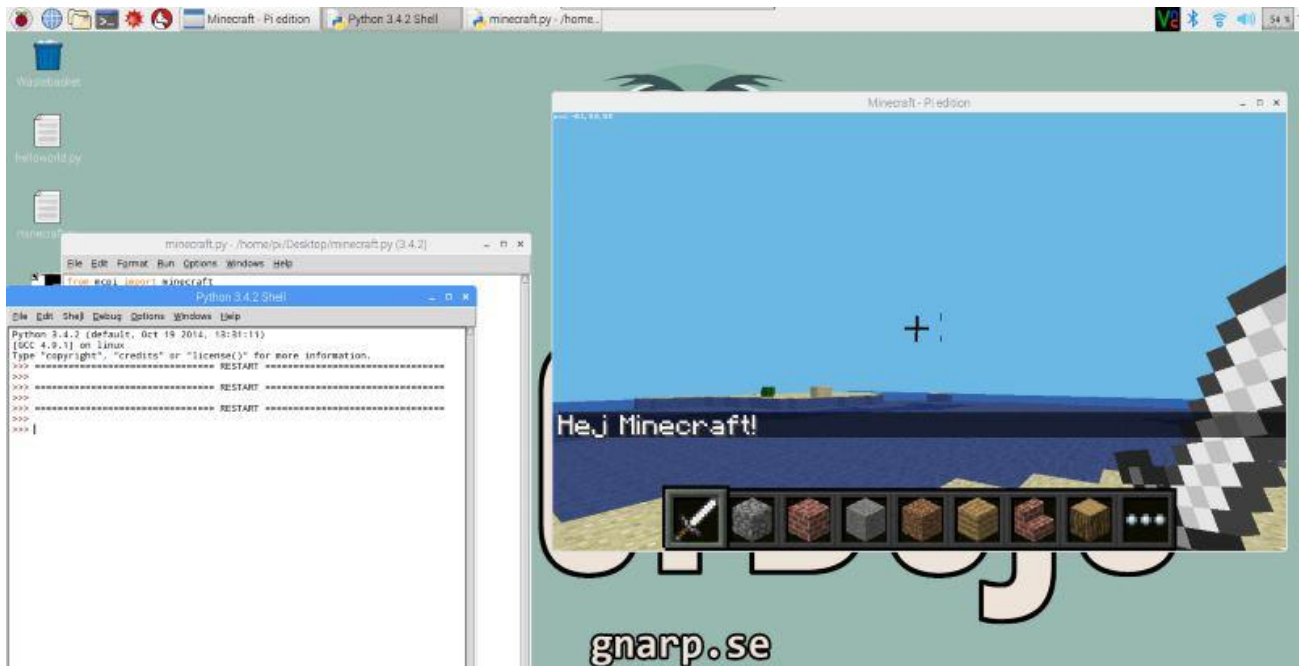 Minecraft - Pi edition
Python 3.4.2 Shell
minecraft.py - /home...
54 %
Wastebasket
helloworld.py
Minecraft - Pi edition
minecraft.py - /home/pi/Desktop/minecraft.py (3.4.2)
File Edit Format Run Options Windows Help
from mcpi import minecraft
Python 3.4.2 Shell
File Edit Shell Debug Options Windows Help
Python 3.4.2 (default, Oct 19 2014, 13:31:11)
[GCC 4.9.1] on linux
Type "copyright", "credits" or "license()" for more information.
>>> ================================ RESTART ================================
>>>
>>> ================================ RESTART ================================
>>>
>>> ================================ RESTART ================================
>>>
>>>
Hej Minecraft!
gnarp.se